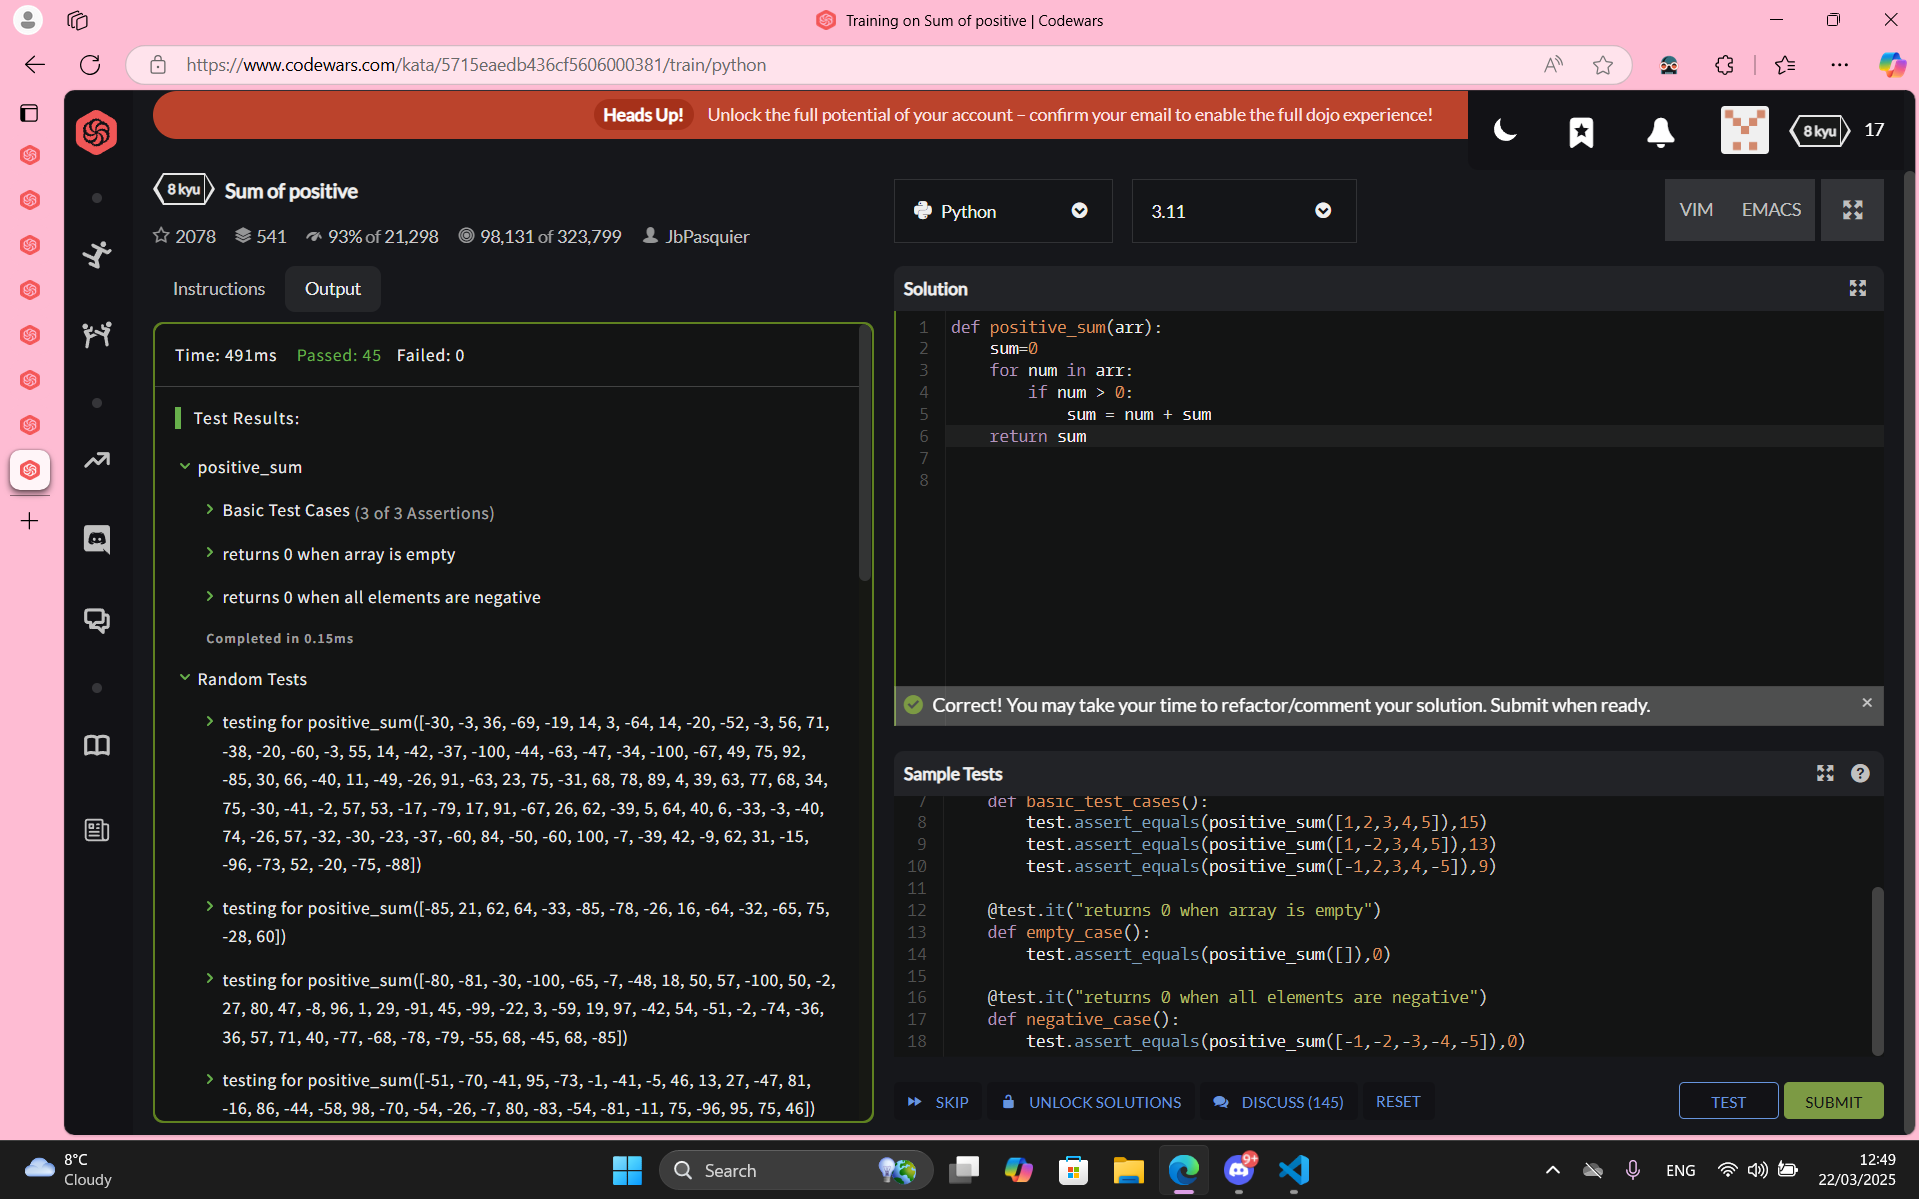 Training on Sum of positive | Codewars
https://www.codewars.com/kata/5715eaedb436cf5606000381/train/python
Heads Up! Unlock the full potential of your account – confirm your email to enable the full dojo experience!
8 kyu 17
8 kyu Sum of positive
2078 541 93% of 21,298 98,131 of 323,799 JbPasquier
Python
3.11
VIM EMACS
Instructions Output
Time: 491ms Passed: 45 Failed: 0
Test Results:
positive_sum
Basic Test Cases (3 of 3 Assertions)
returns 0 when array is empty
returns 0 when all elements are negative
Completed in 0.15ms
Random Tests
testing for positive_sum([-30, -3, 36, -69, -19, 14, 3, -64, 14, -20, -52, -3, 56, 71,
-38, -20, -60, -3, 55, 14, -42, -37, -100, -44, -63, -47, -34, -100, -67, 49, 75, 92,
-85, 30, 66, -40, 11, -49, -26, 91, -63, 23, 75, -31, 68, 78, 89, 4, 39, 63, 77, 68, 34,
75, -30, -41, -2, 57, 53, -17, -79, 17, 91, -67, 26, 62, -39, 5, 64, 40, 6, -33, -3, -40,
74, -26, 57, -32, -30, -23, -37, -60, 84, -50, -60, 100, -7, -39, 42, -9, 62, 31, -15,
-96, -73, 52, -20, -75, -88])
testing for positive_sum([-85, 21, 62, 64, -33, -85, -78, -26, 16, -64, -32, -65, 75,
-28, 60])
testing for positive_sum([-80, -81, -30, -100, -65, -7, -48, 18, 50, 57, -100, 50, -2,
27, 80, 47, -8, 96, 1, 29, -91, 45, -99, -22, 3, -59, 19, 97, -42, 54, -51, -2, -74, -36,
36, 57, 71, 40, -77, -68, -78, -79, -55, 68, -45, 68, -85])
testing for positive_sum([-51, -70, -41, 95, -73, -1, -41, -5, 46, 13, 27, -47, 81,
-16, 86, -44, -58, 98, -70, -54, -26, -7, 80, -83, -54, -81, -11, 75, -96, 95, 75, 46])
Solution
1 def positive_sum(arr):
2 sum=0
3 for num in arr:
4 if num > 0:
5 sum = num + sum
6 return sum
7
8
Correct! You may take your time to refactor/comment your solution. Submit when ready.
Sample Tests
7 def basic_test_cases():
8 test.assert_equals(positive_sum([1,2,3,4,5]),15)
9 test.assert_equals(positive_sum([1,-2,3,4,5]),13)
10 test.assert_equals(positive_sum([-1,2,3,4,-5]),9)
11
12 @test.it("returns 0 when array is empty")
13 def empty_case():
14 test.assert_equals(positive_sum([]),0)
15
16 @test.it("returns 0 when all elements are negative")
17 def negative_case():
18 test.assert_equals(positive_sum([-1,-2,-3,-4,-5]),0)
SKIP UNLOCK SOLUTIONS DISCUSS (145) RESET TEST SUBMIT
8°C
Cloudy
Search
9+
ENG
12:49
22/03/2025